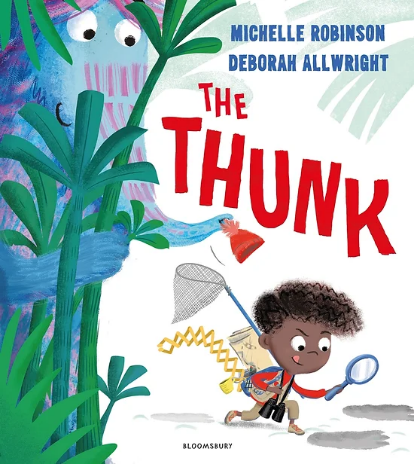 MICHELLE ROBINSON
DEBORAH ALLWRIGHT
THE
THUNK
BLOOMSBURY